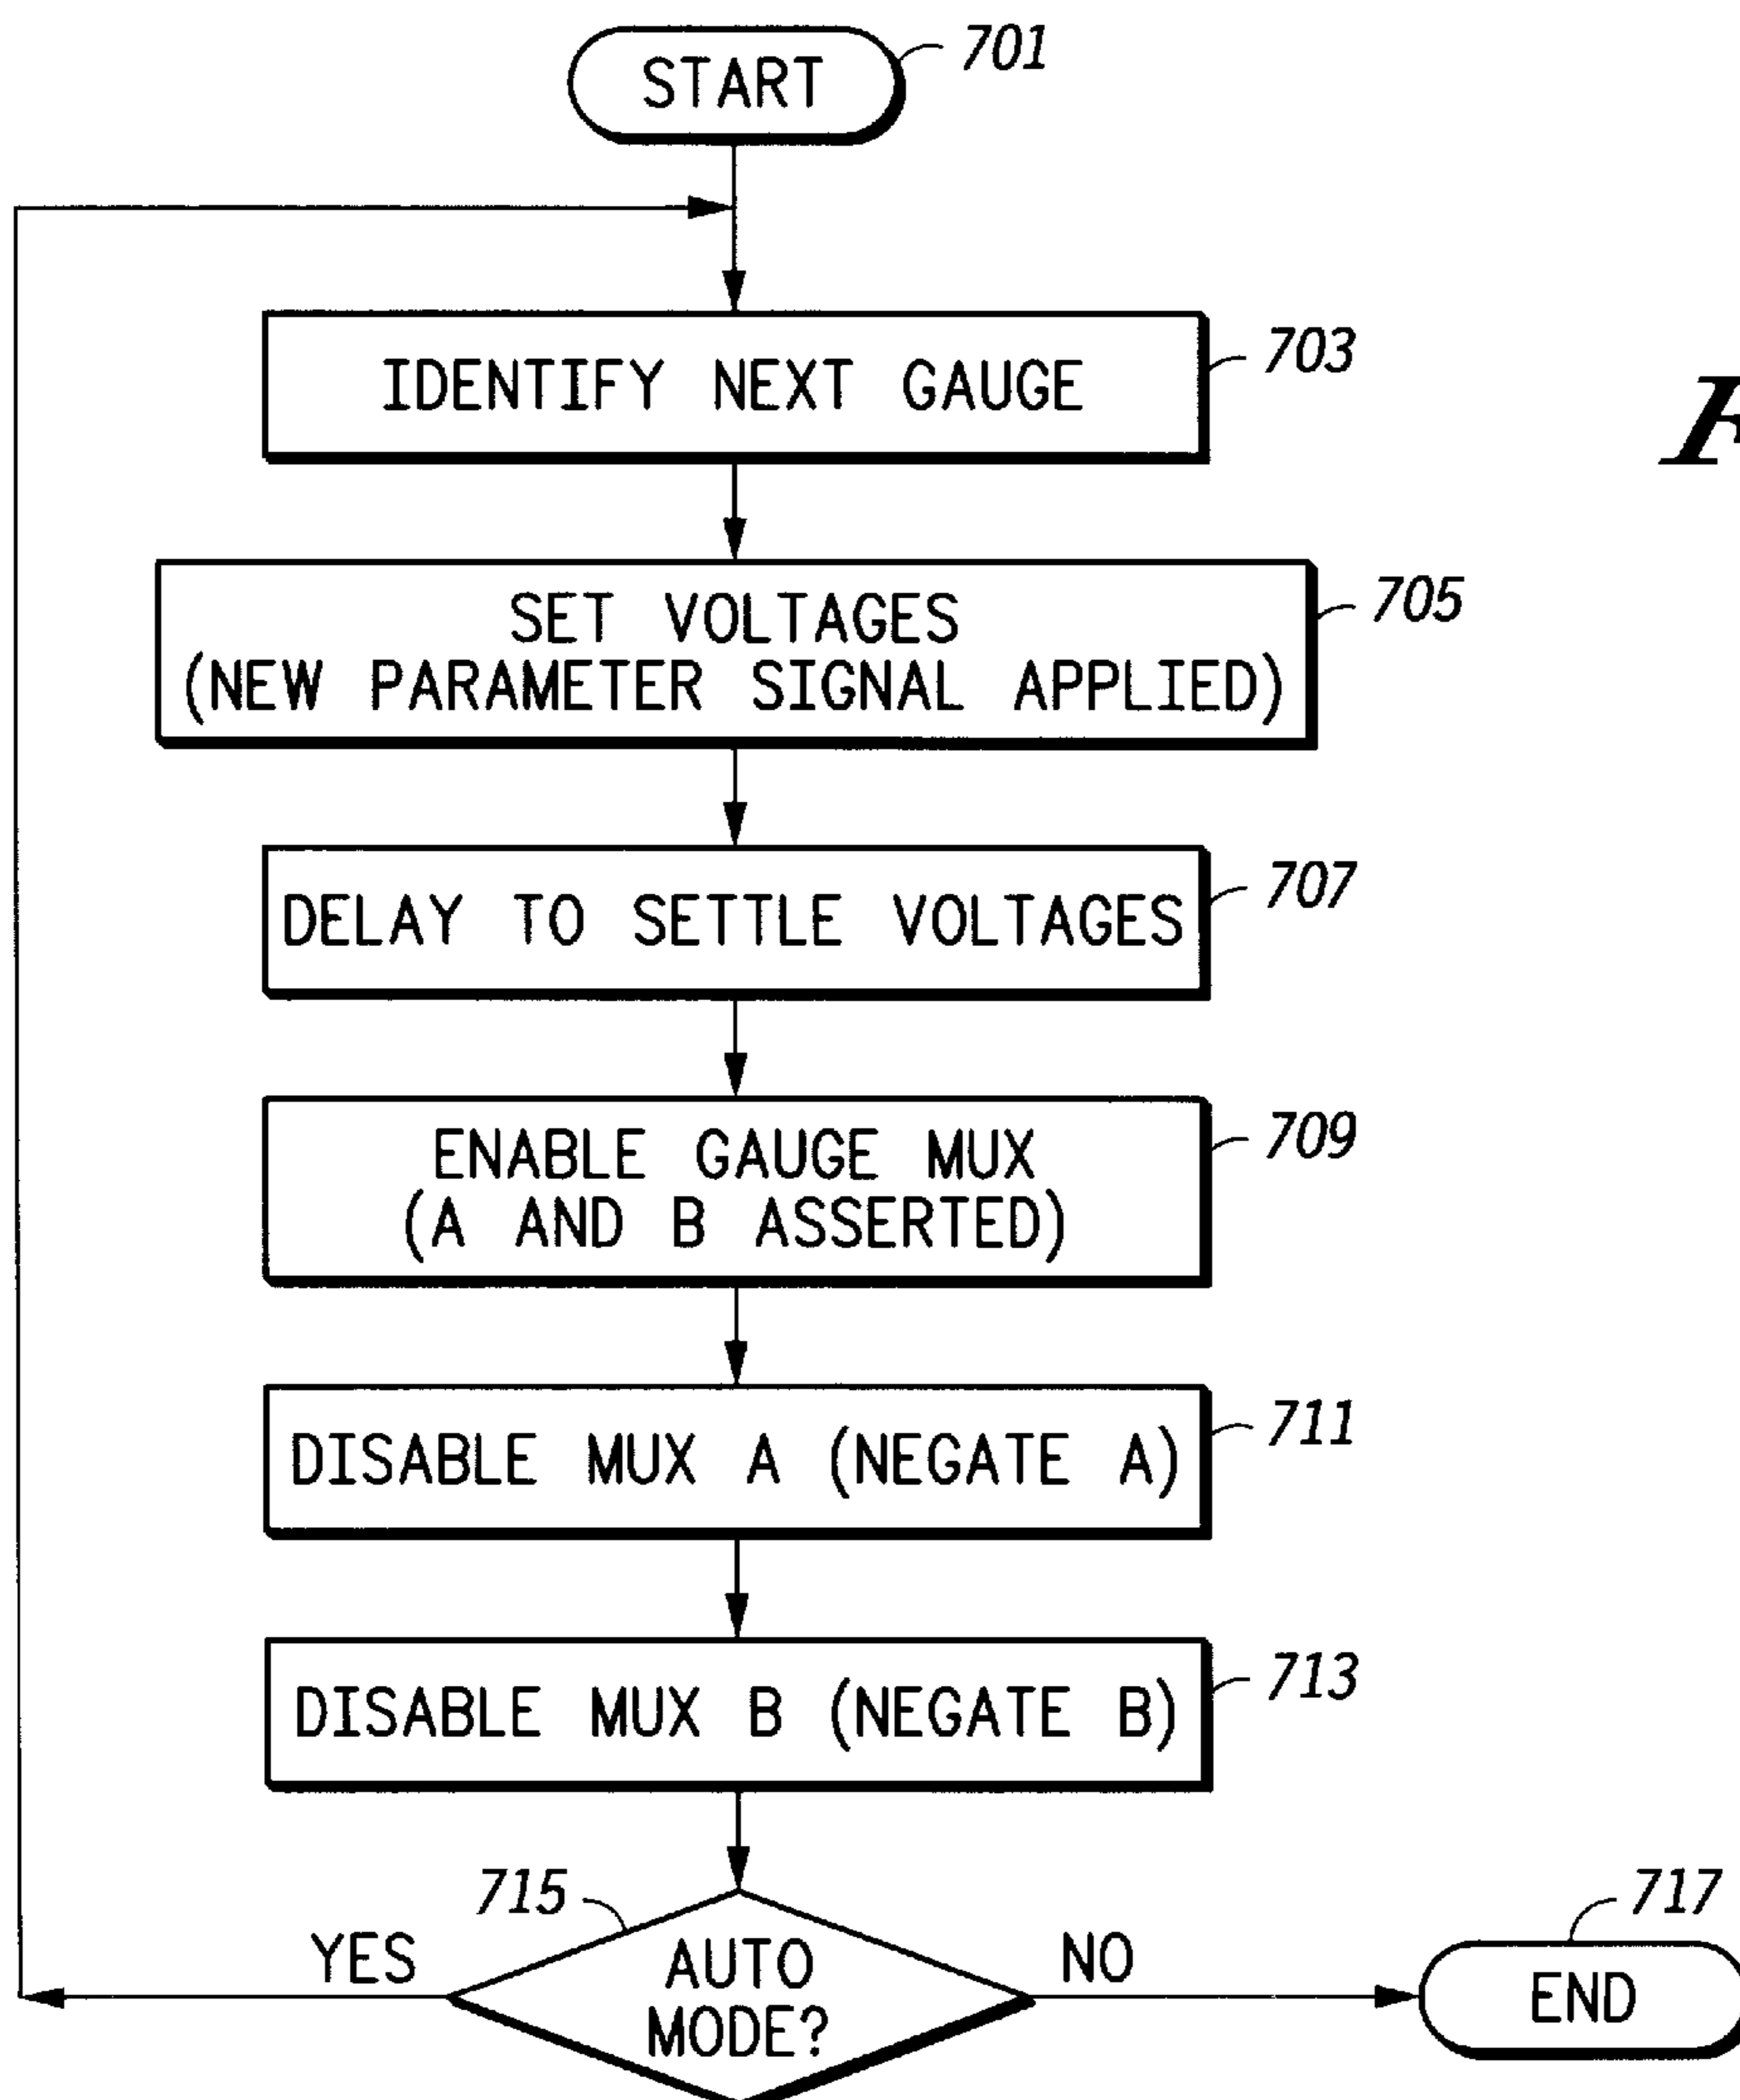 START
701
IDENTIFY NEXT GAUGE
703
SET VOLTAGES
(NEW PARAMETER SIGNAL APPLIED)
705
DELAY TO SETTLE VOLTAGES
707
ENABLE GAUGE MUX
(A AND B ASSERTED)
709
DISABLE MUX A (NEGATE A)
711
DISABLE MUX B (NEGATE B)
713
715
AUTO
MODE?
YES
NO
717
END